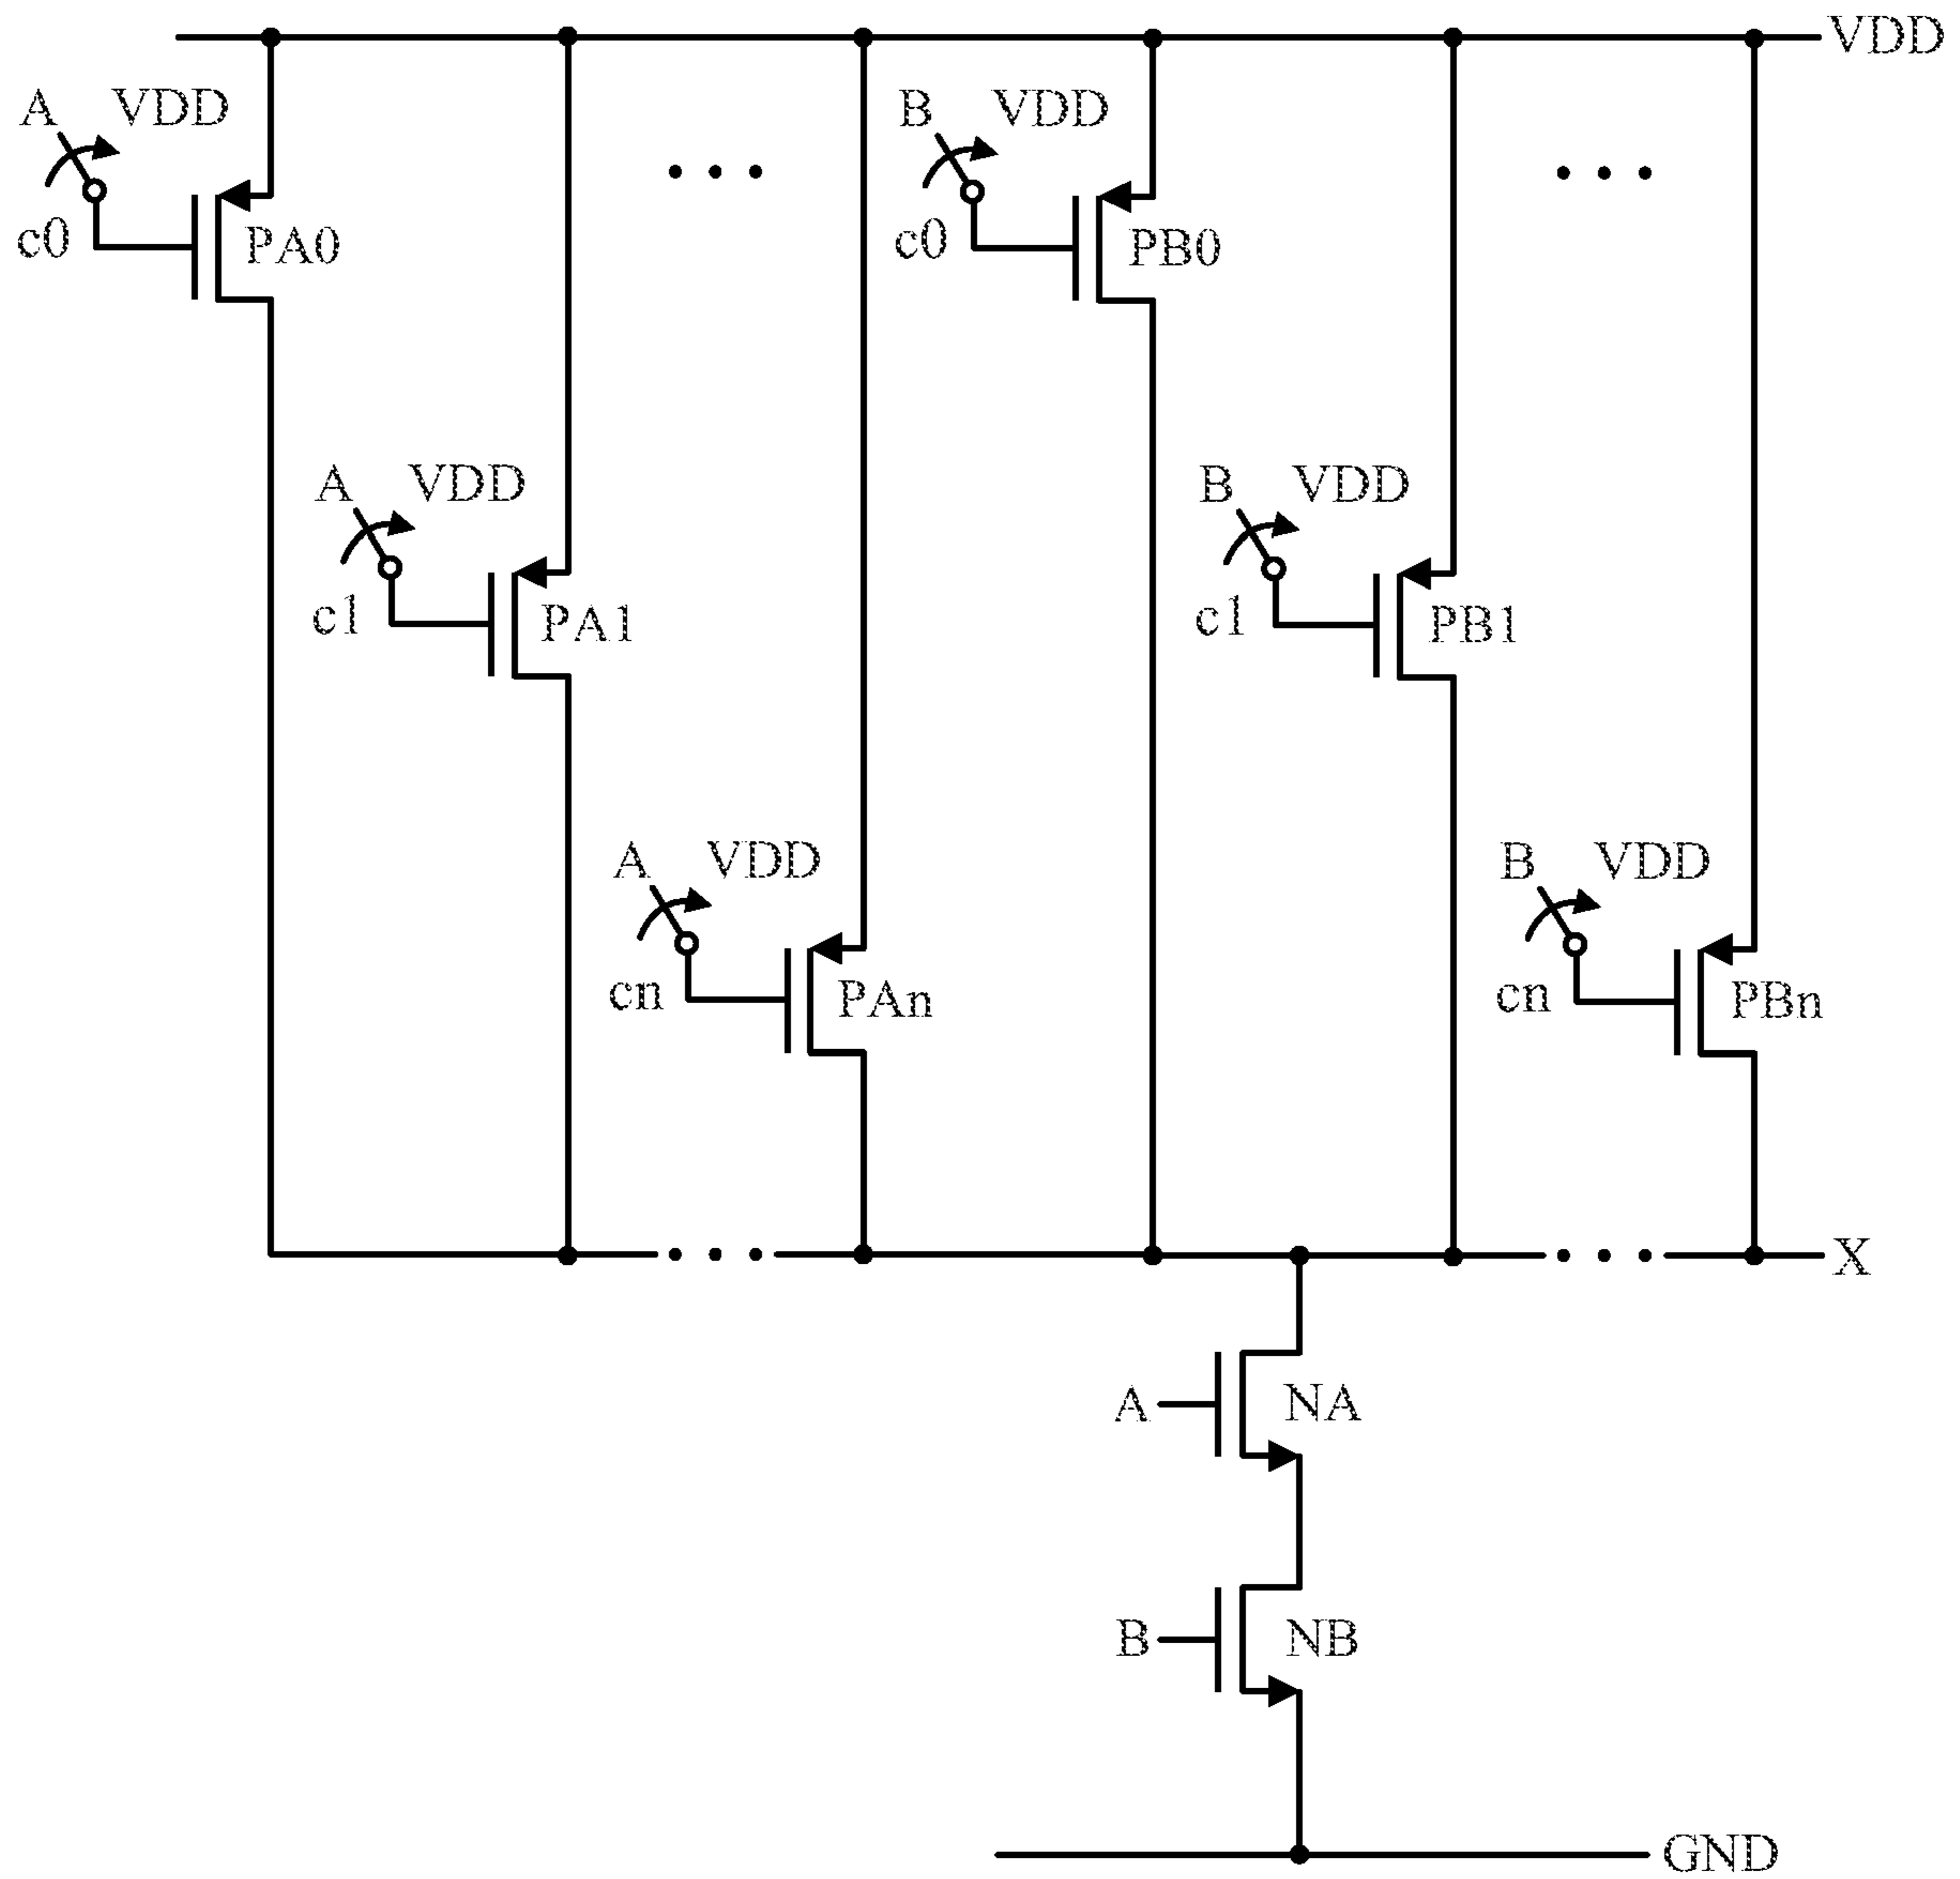 VDD
A VDD
c0
PA0
B VDD
c0
PB0
A VDD
c1
PA1
B VDD
c1
PB1
A VDD
cn
PAn
B VDD
cn
PBn
X
A
NA
B
NB
GND